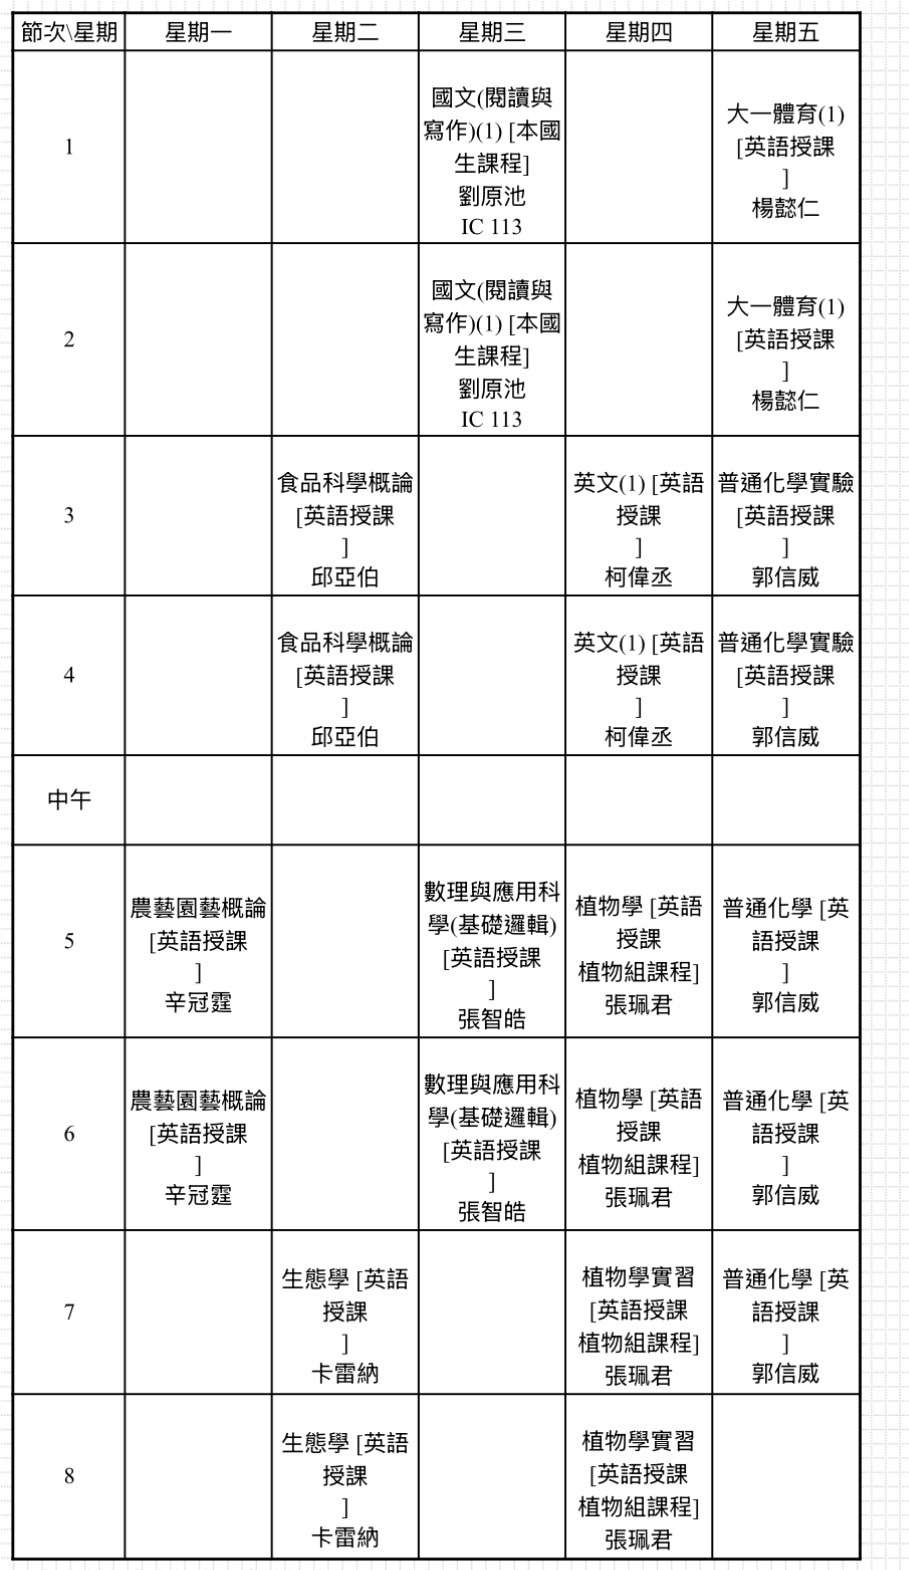 節次\星期 星期一 星期二 星期三 星期四 星期五
1
國文(閱讀與
寫作)(1) [本國
生課程]
劉原池
IC 113
大一體育(1)
[英語授課
]
楊懿仁
2
國文(閱讀與
寫作)(1) [本國
生課程]
劉原池
IC 113
大一體育(1)
[英語授課
]
楊懿仁
3
食品科學概論
[英語授課
]
邱亞伯
英文(1) [英語
授課
]
柯偉丞
普通化學實驗
[英語授課
]
郭信威
4
食品科學概論
[英語授課
]
邱亞伯
英文(1) [英語
授課
]
柯偉丞
普通化學實驗
[英語授課
]
郭信威
中午
5
農藝園藝概論
[英語授課
]
辛冠霆
數理與應用科
學(基礎邏輯)
[英語授課
]
張智皓
植物學 [英語
授課
植物組課程]
張珮君
普通化學 [英
語授課
]
郭信威
6
農藝園藝概論
[英語授課
]
辛冠霆
數理與應用科
學(基礎邏輯)
[英語授課
]
張智皓
植物學 [英語
授課
植物組課程]
張珮君
普通化學 [英
語授課
]
郭信威
7
生態學 [英語
授課
]
卡雷納
植物學實習
[英語授課
植物組課程]
張珮君
普通化學 [英
語授課
]
郭信威
8
生態學 [英語
授課
]
卡雷納
植物學實習
[英語授課
植物組課程]
張珮君